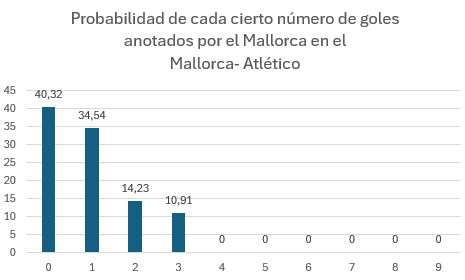 Probabilidad de cada cierto número de goles
anotados por el Mallorca en el
Mallorca- Atlético
45
40
35
30
25
20
15
10
5
0
40,32
34,54
14,23
10,91
0 0 0 0 0 0
0 1 2 3 4 5 6 7 8 9